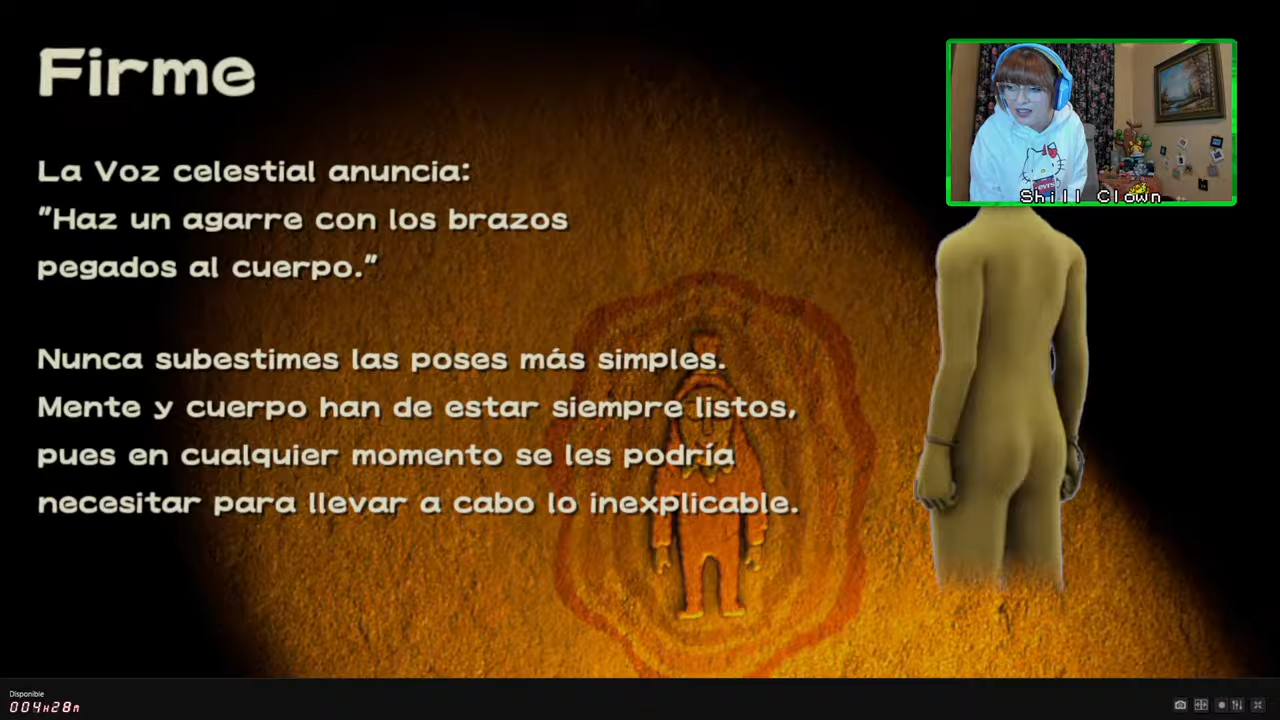 Firme
La Voz celestial anuncia:
"Haz un agarre con los brazos
pegados al cuerpo."
Nunca subestimes las poses más simples.
Mente y cuerpo han de estar siempre listos,
pues en cualquier momento se les podría
necesitar para llevar a cabo lo inexplicable.
Shill Clown
Disponible
004H28m